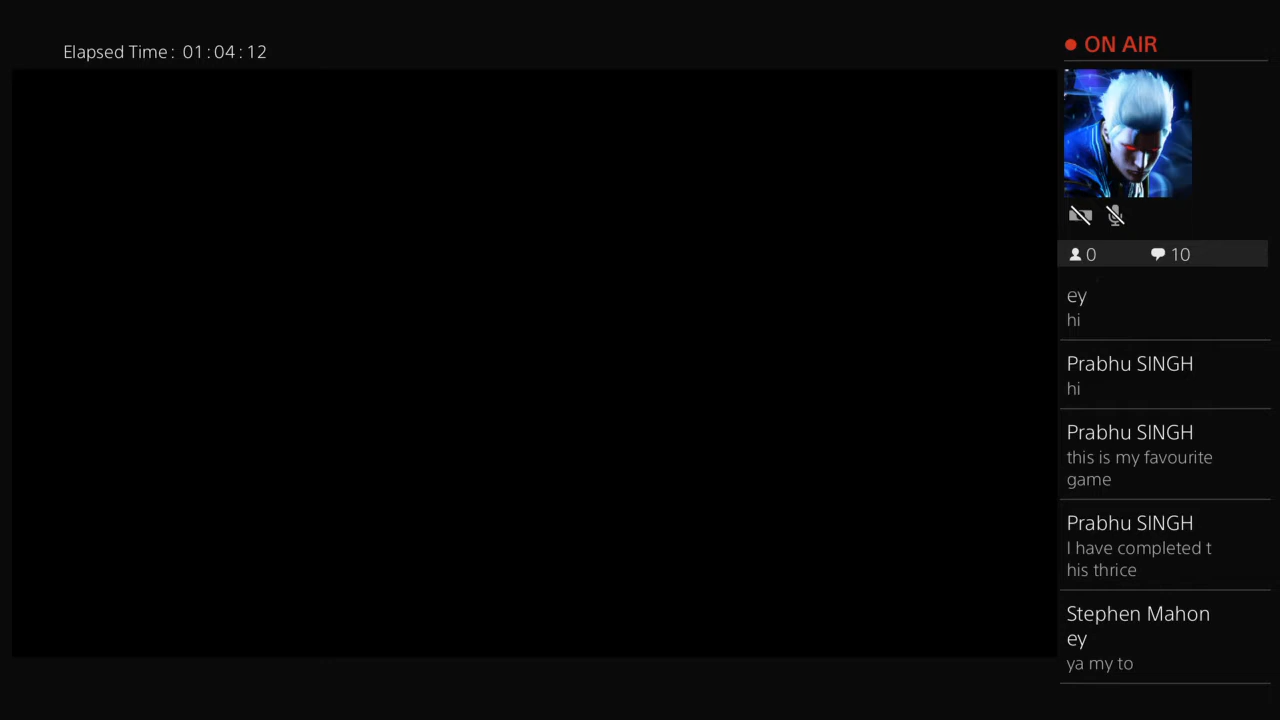 Elapsed Time: 01:04:12
ON AIR
0 10
ey
hi
Prabhu SINGH
hi
Prabhu SINGH
this is my favourite
game
Prabhu SINGH
I have completed t
his thrice
Stephen Mahon
ey
ya my to